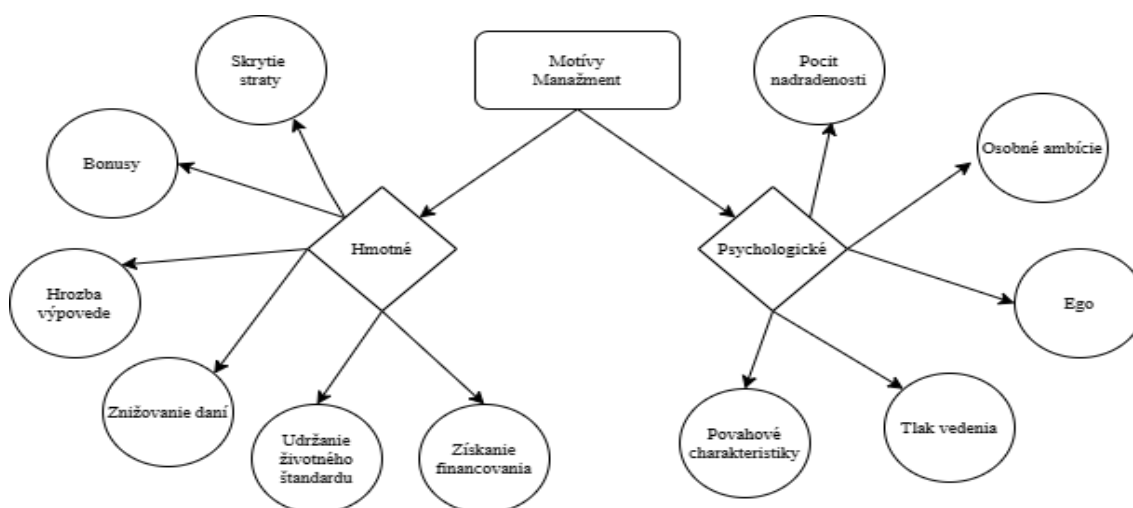 Motívy
Manažment
Skrytie
straty
Pocit
nadradenosti
Bonusy
Osobné ambície
Hmotné
Psychologické
Hrozba
výpovede
Ego
Znižovanie daní
Udržanie
životného
štandardu
Získanie
financovania
Povahové
charakteristiky
Tlak vedenia